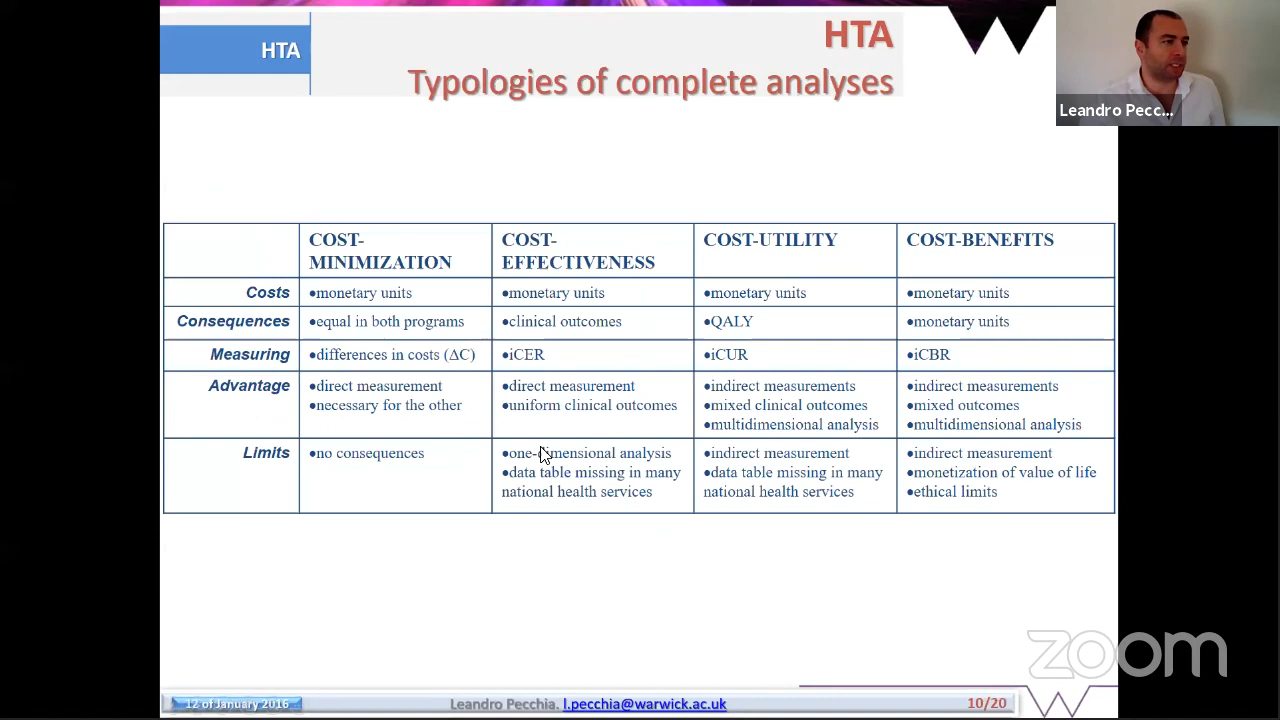 HTA
HTA
Typologies of complete analyses
Leandro Pecc...
COST-
MINIMIZATION
COST-
EFFECTIVENESS
COST-UTILITY
COST-BENEFITS
Costs
•monetary units
•monetary units
•monetary units
•monetary units
Consequences
•equal in both programs
•clinical outcomes
•QALY
•monetary units
Measuring
•differences in costs (ΔC)
•iCER
•iCUR
•iCBR
Advantage
•direct measurement
•necessary for the other
•direct measurement
•uniform clinical outcomes
•indirect measurements
•mixed clinical outcomes
•multidimensional analysis
•indirect measurements
•mixed outcomes
•multidimensional analysis
Limits
•no consequences
•one-dimensional analysis
•data table missing in many
national health services
•indirect measurement
•data table missing in many
national health services
•indirect measurement
•monetization of value of life
•ethical limits
zoom
12 of January 2016
Leandro Pecchia. l.pecchia@warwick.ac.uk
10/20